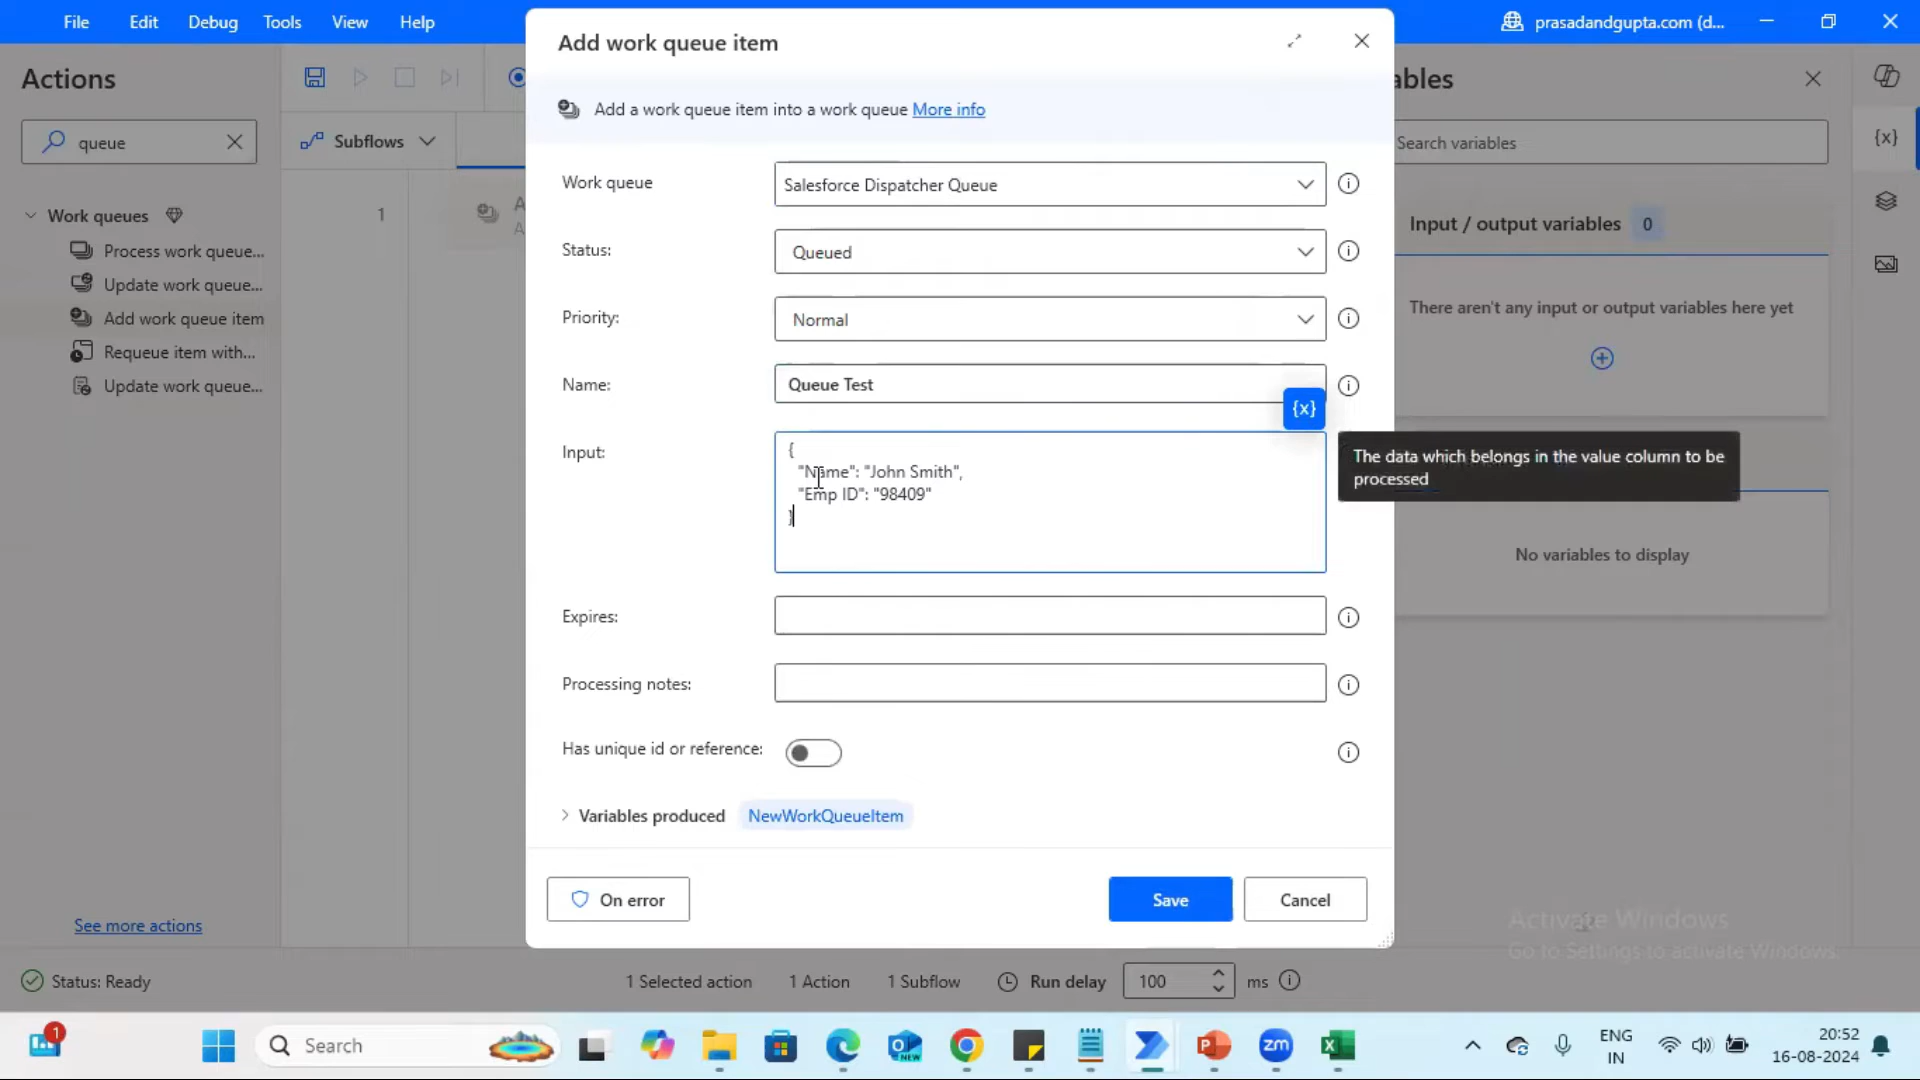 File Edit Debug Tools View Help
prasadandgupta.com (d...
Actions
queue
Work queues
Process work queue...
Update work queue...
Add work queue item
Requeue item with...
Update work queue...
See more actions
Subflows
1
Add work queue item
Add a work queue item into a work queue More info
Work queue
Salesforce Dispatcher Queue
Status:
Queued
Priority:
Normal
Name:
Queue Test
{x}
Input:
{
"Name": "John Smith",
"Emp ID": "98409"
}
The data which belongs in the value column to be
processed
Expires:
Processing notes:
Has unique id or reference:
Variables produced NewWorkQueueItem
On error
Save
Cancel
ables
Search variables
{x}
Input / output variables 0
There aren't any input or output variables here yet
No variables to display
Activate Windows
Go to Settings to activate Windows.
Status: Ready
1 Selected action 1 Action 1 Subflow Run delay 100 ms
1
Search
NEW
zm
ENG
IN
20:52
16-08-2024